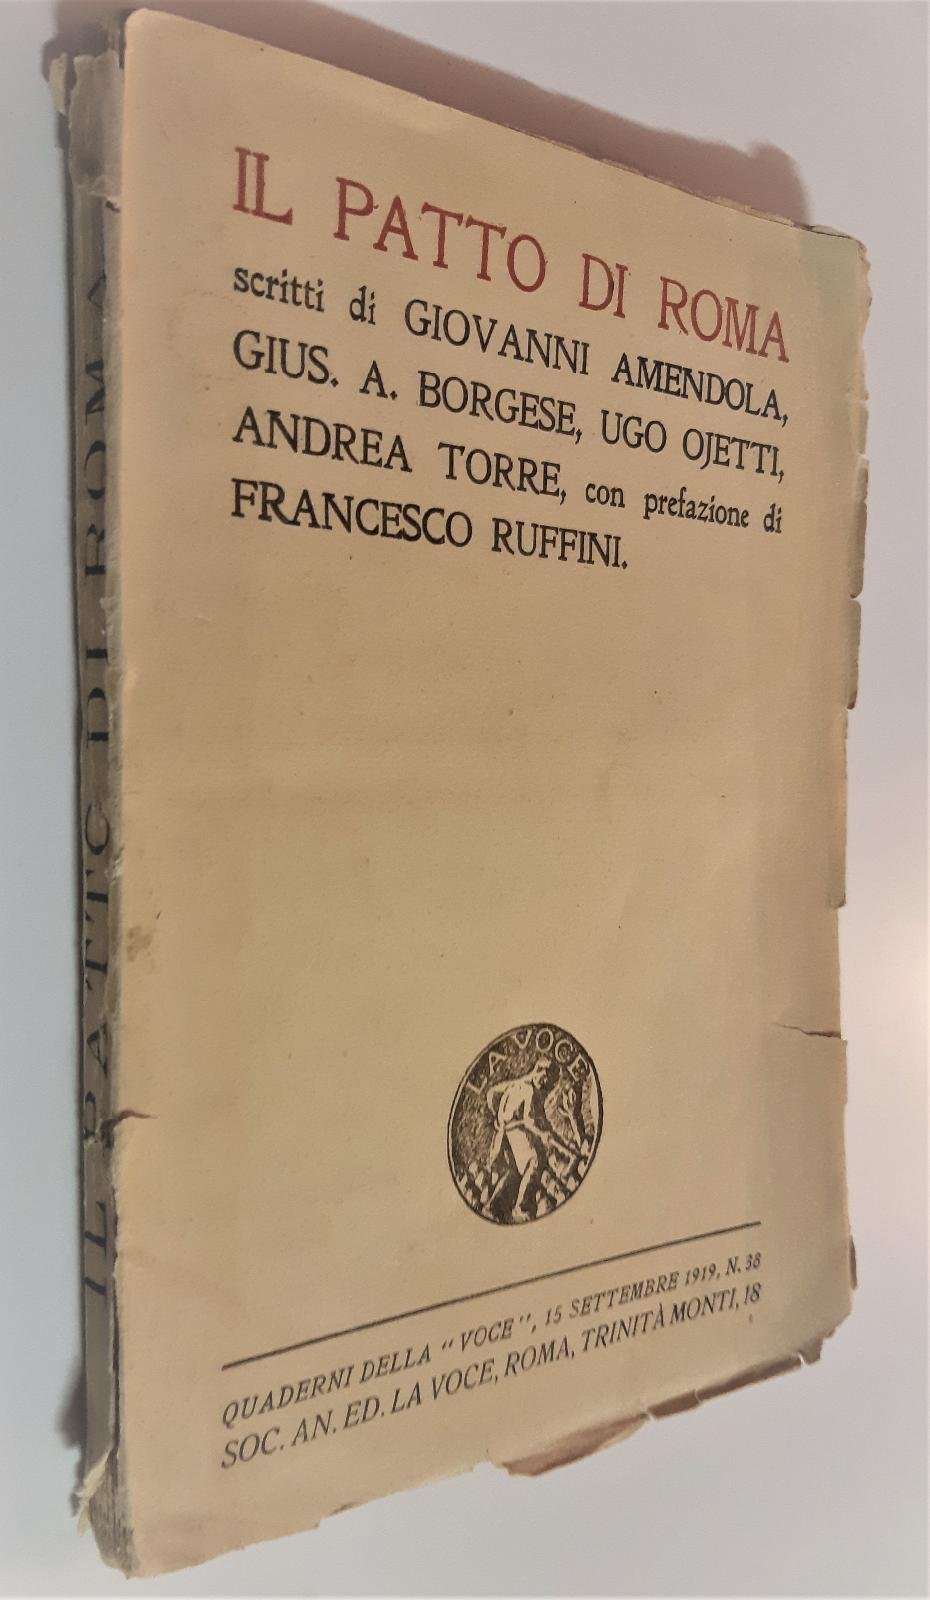 IL PATTO DI ROMA
scritti di GIOVANNI AMENDOLA,
GIUS. A. BORGESE, UGO OJETTI,
ANDREA TORRE, con prefazione di
FRANCESCO RUFFINI.
LA VOCE
QUADERNI DELLA "VOCE", 15 SETTEMBRE 1919, N. 38
SOC. AN. ED. LA VOCE, ROMA, TRINITÀ MONTI, 18
IL PATTO DI ROMA